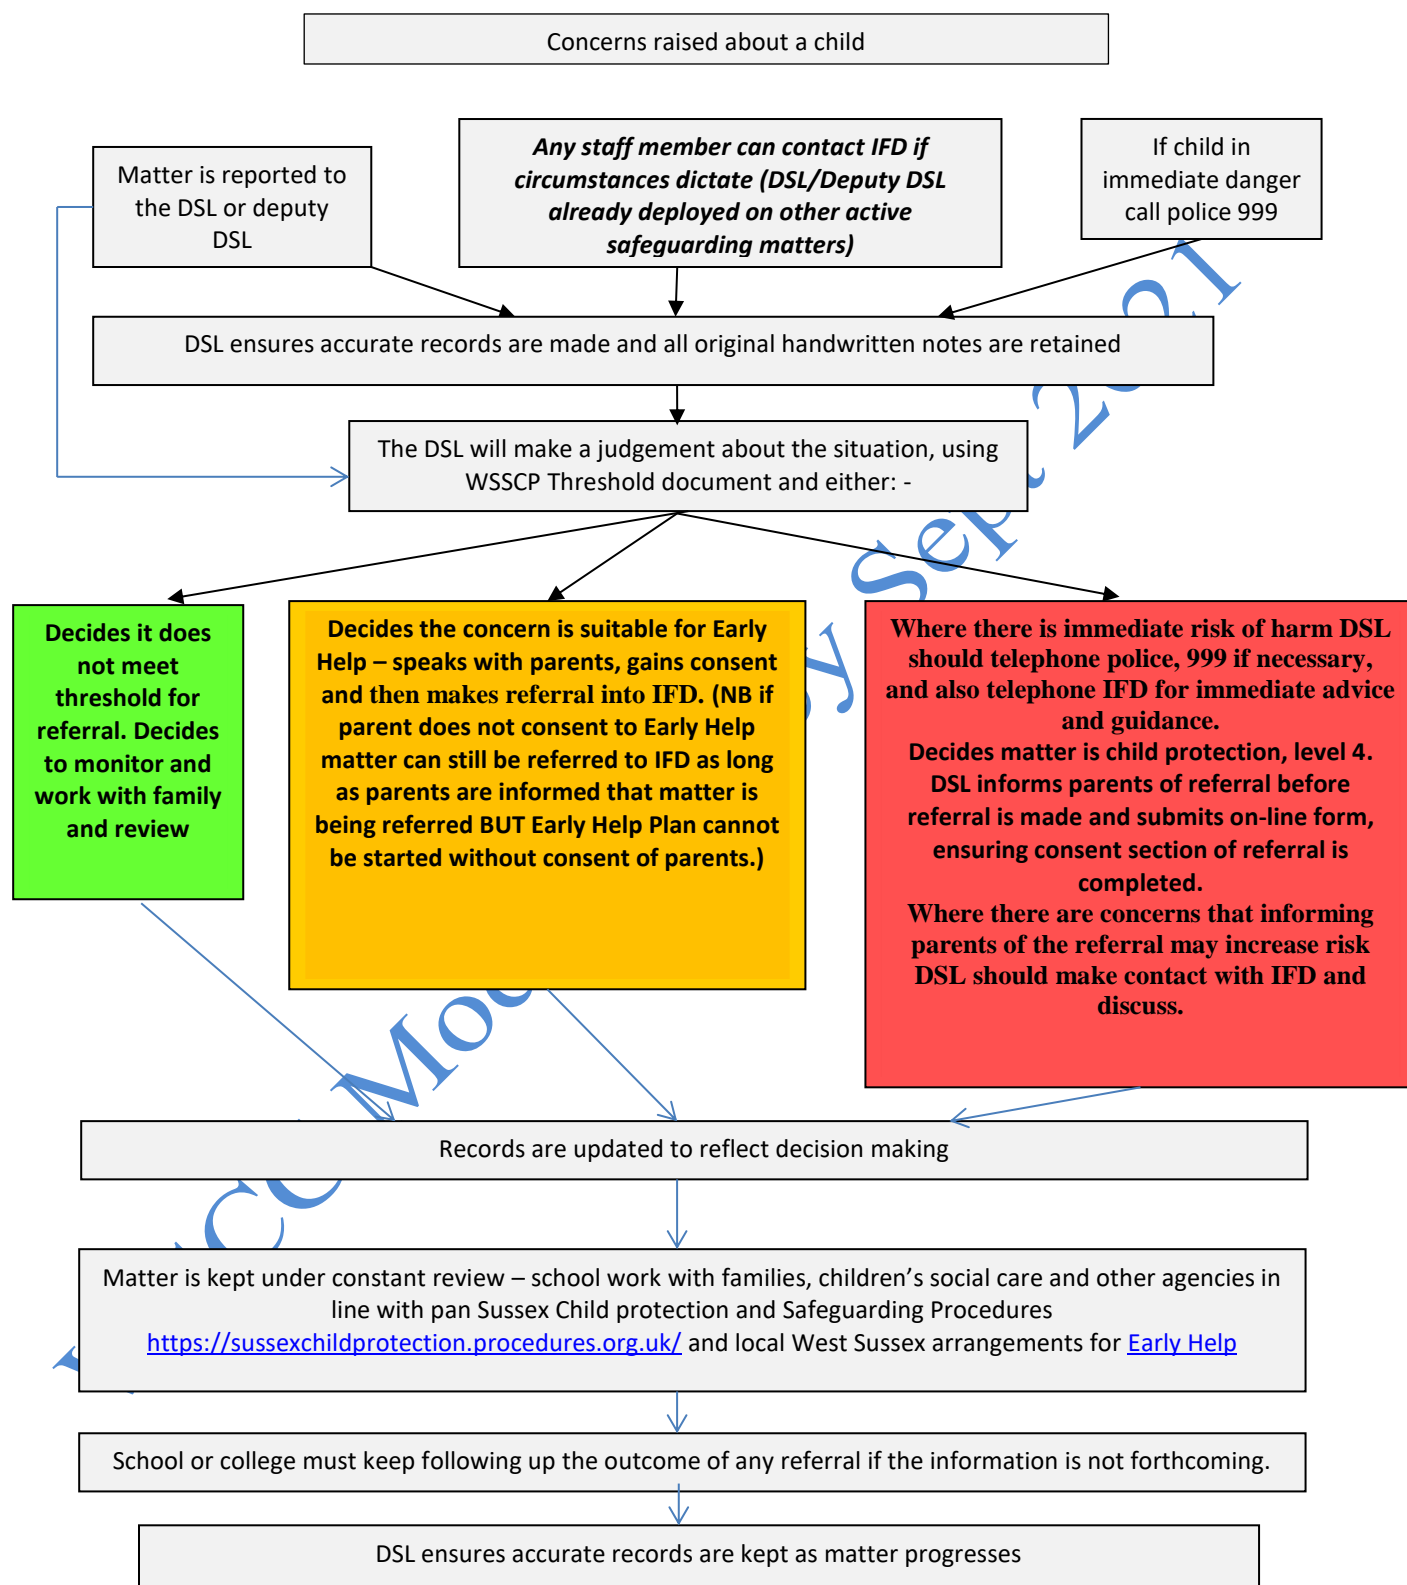 Concerns raised about a child
Matter is reported to
the DSL or deputy
DSL
Any staff member can contact IFD if
circumstances dictate (DSL/Deputy DSL
already deployed on other active
safeguarding matters)
If child in
immediate danger
call police 999
DSL ensures accurate records are made and all original handwritten notes are retained
The DSL will make a judgement about the situation, using
WSSCP Threshold document and either: -
Decides it does
not meet
threshold for
referral. Decides
to monitor and
work with family
and review
Decides the concern is suitable for Early
Help – speaks with parents, gains consent
and then makes referral into IFD. (NB if
parent does not consent to Early Help
matter can still be referred to IFD as long
as parents are informed that matter is
being referred BUT Early Help Plan cannot
be started without consent of parents.)
Where there is immediate risk of harm DSL
should telephone police, 999 if necessary,
and also telephone IFD for immediate advice
and guidance.
Decides matter is child protection, level 4.
DSL informs parents of referral before
referral is made and submits on-line form,
ensuring consent section of referral is
completed.
Where there are concerns that informing
parents of the referral may increase risk
DSL should make contact with IFD and
discuss.
Records are updated to reflect decision making
Matter is kept under constant review – school work with families, children’s social care and other agencies in
line with pan Sussex Child protection and Safeguarding Procedures
https://sussexchildprotection.procedures.org.uk/ and local West Sussex arrangements for Early Help
School or college must keep following up the outcome of any referral if the information is not forthcoming.
DSL ensures accurate records are kept as matter progresses